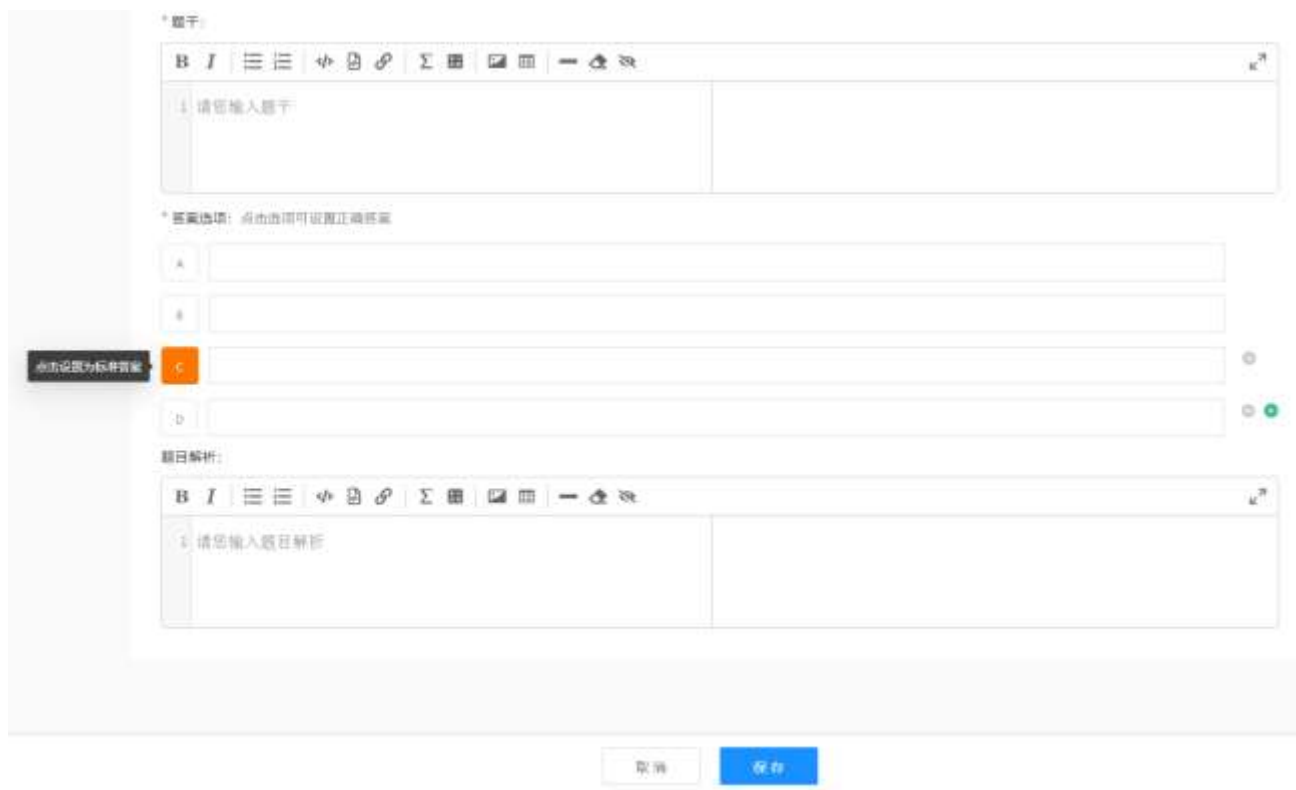 * 题干:
B I Σ
1 请您输入题干
* 答案选项: 点击选项可设置正确答案
A
B
点击设置为标准答案 C
D
题目解析:
B I Σ
1 请您输入题目解析
取消 保存